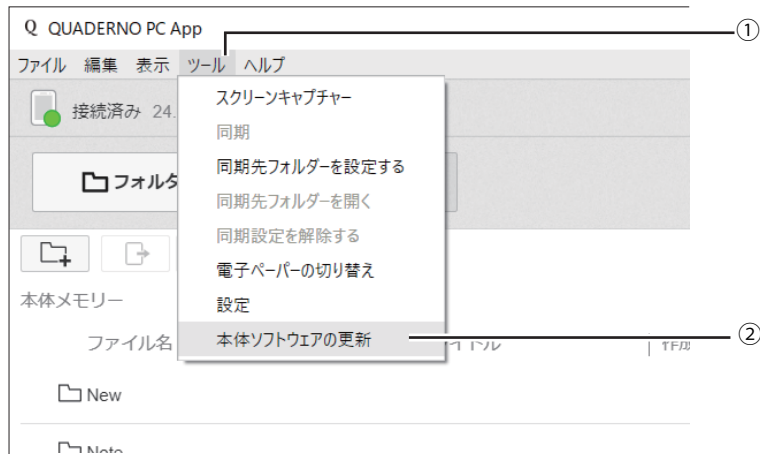 Q QUADERNO PC App
①
ファイル 編集 表示 ツール ヘルプ
接続済み 24.
スクリーンキャプチャー
同期
同期先フォルダーを設定する
フォルダ
同期先フォルダーを開く
同期設定を解除する
電子ペーパーの切り替え
本体メモリー
設定
本体ソフトウェアの更新
②
ファイル名
イトル
作成
New
Note